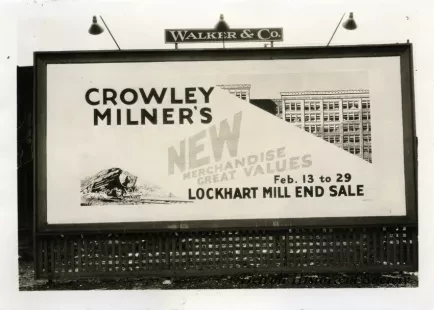 WALKER & CO.
CROWLEY
MILNER'S
NEW
MERCHANDISE
GREAT VALUES
Feb. 13 to 29
LOCKHART MILL END SALE